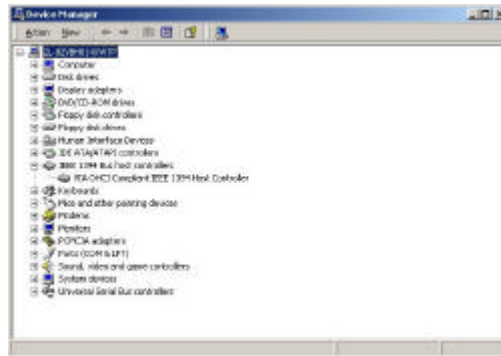 Device Manager
Action View
Computer
Disk drives
Display adapters
DVD/CD-ROM drives
Floppy disk controllers
Floppy disk drives
Human Interface Devices
IDE ATA/ATAPI controllers
IEEE 1394 Bus host controllers
OHCI Compliant IEEE 1394 Host Controller
Keyboards
Mice and other pointing devices
Modems
Monitors
PCMCIA adapters
Ports (COM & LPT)
Sound, video and game controllers
System devices
Universal Serial Bus controllers